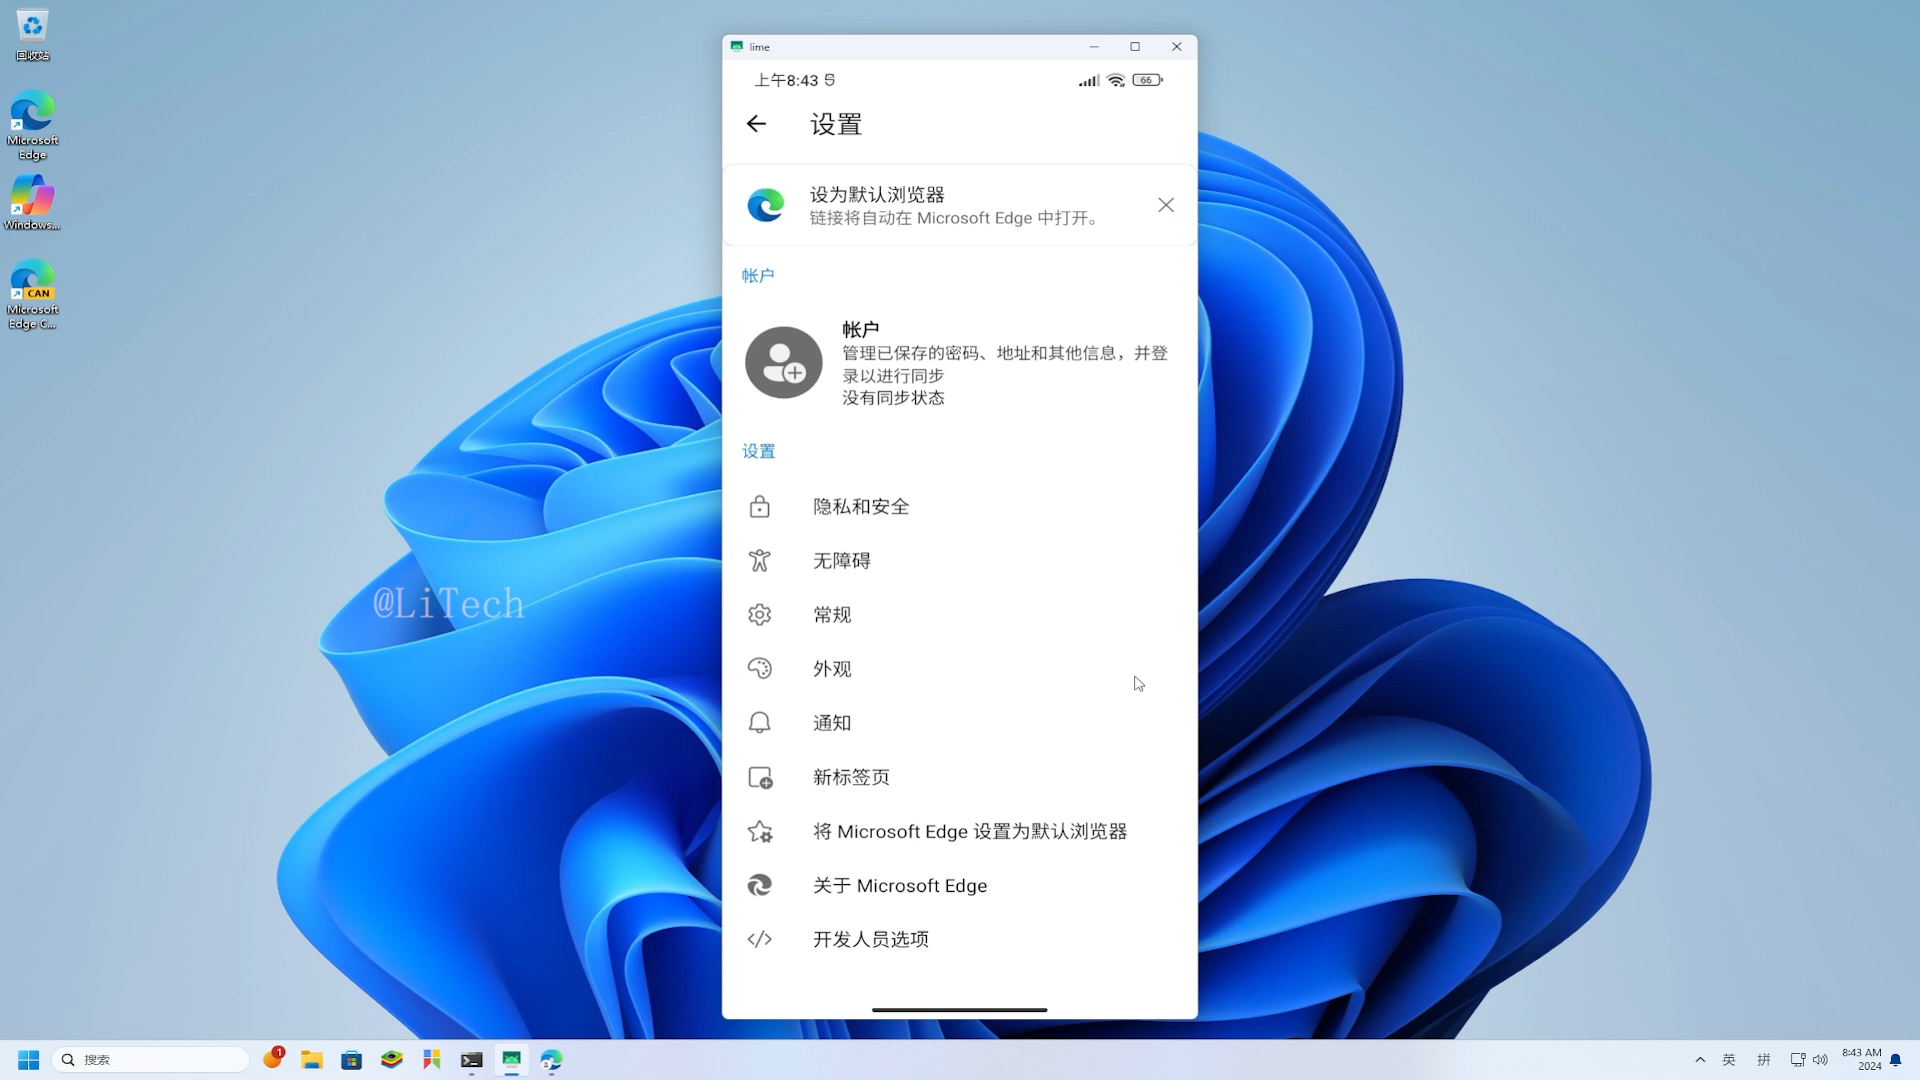 回收站
Microsoft
Edge
Windows...
CAN
Microsoft
Edge C...
lime
上午8:43
66
设置
设为默认浏览器
链接将自动在 Microsoft Edge 中打开。
帐户
帐户
管理已保存的密码、地址和其他信息，并登
录以进行同步
没有同步状态
设置
隐私和安全
无障碍
常规
外观
通知
新标签页
将 Microsoft Edge 设置为默认浏览器
关于 Microsoft Edge
开发人员选项
@LiTech
搜索
1
英
拼
8:43 AM
2024